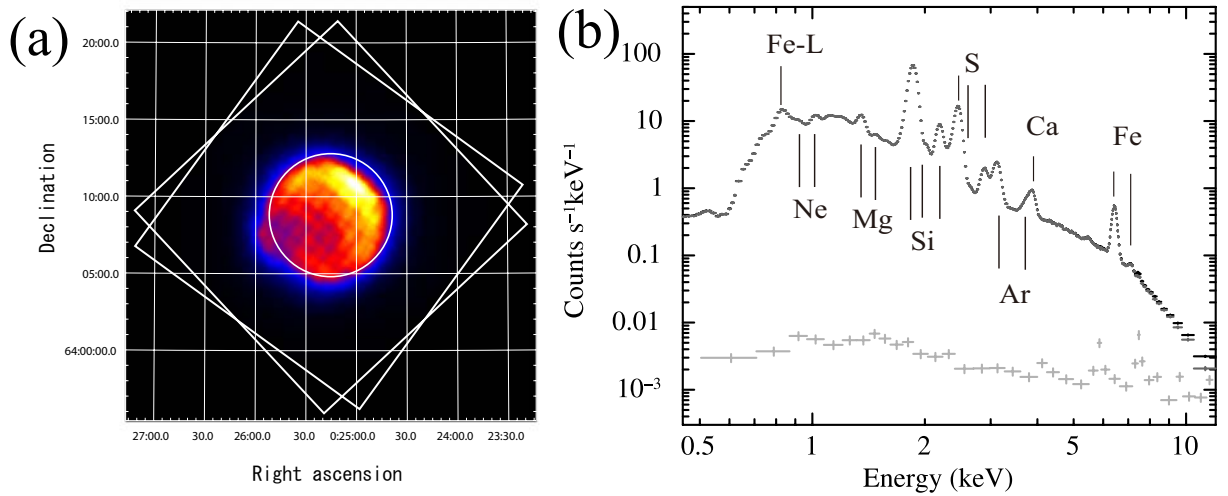 (a)
20:00.0
15:00.0
10:00.0
05:00.0
64:00:00.0
Declination
27:00.0 30.0 26:00.0 30.0 0:25:00.0 30.0 24:00.0 23:30.0
Right ascension
(b)
100
10
1
0.1
0.01
10⁻³
Counts s⁻¹keV⁻¹
Fe-L
S
Ca
Fe
Ne
Mg
Si
Ar
0.5 1 2 5 10
Energy (keV)